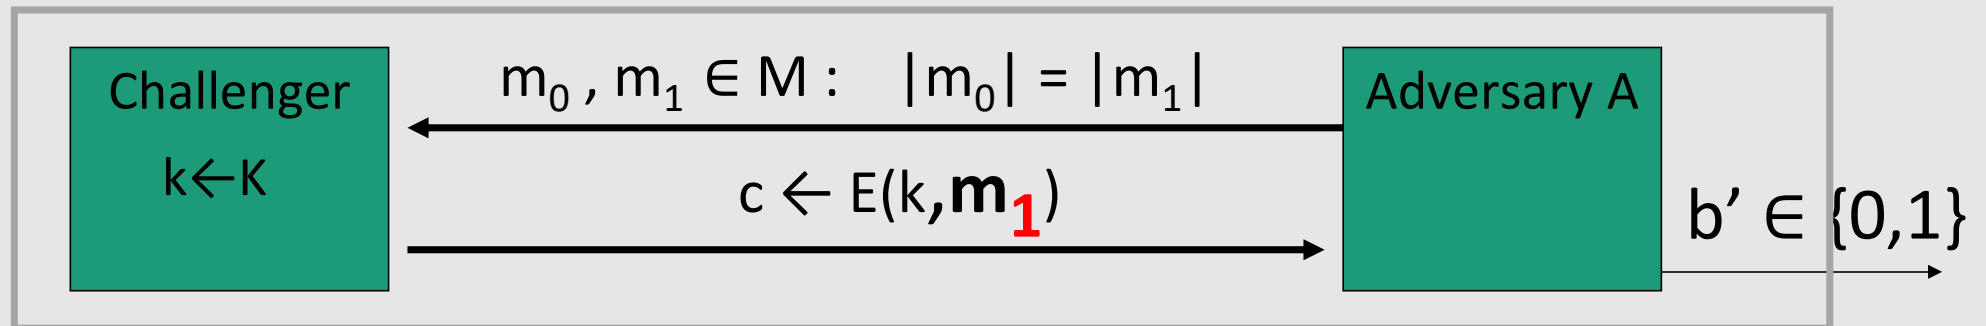 Challenger
k←K
m₀ , m₁ ∈ M :   |m₀| = |m₁|
c ← E(k,m₁)
Adversary A
b’ ∈ {0,1}